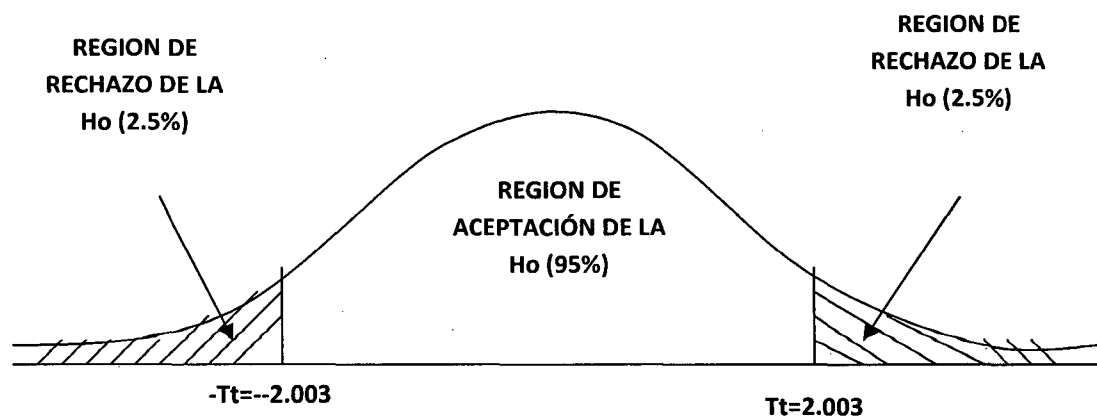 REGION DE
RECHAZO DE LA
Ho (2.5%)
REGION DE
RECHAZO DE LA
Ho (2.5%)
REGION DE
ACEPTACIÓN DE LA
Ho (95%)
-Tt=--2.003
Tt=2.003